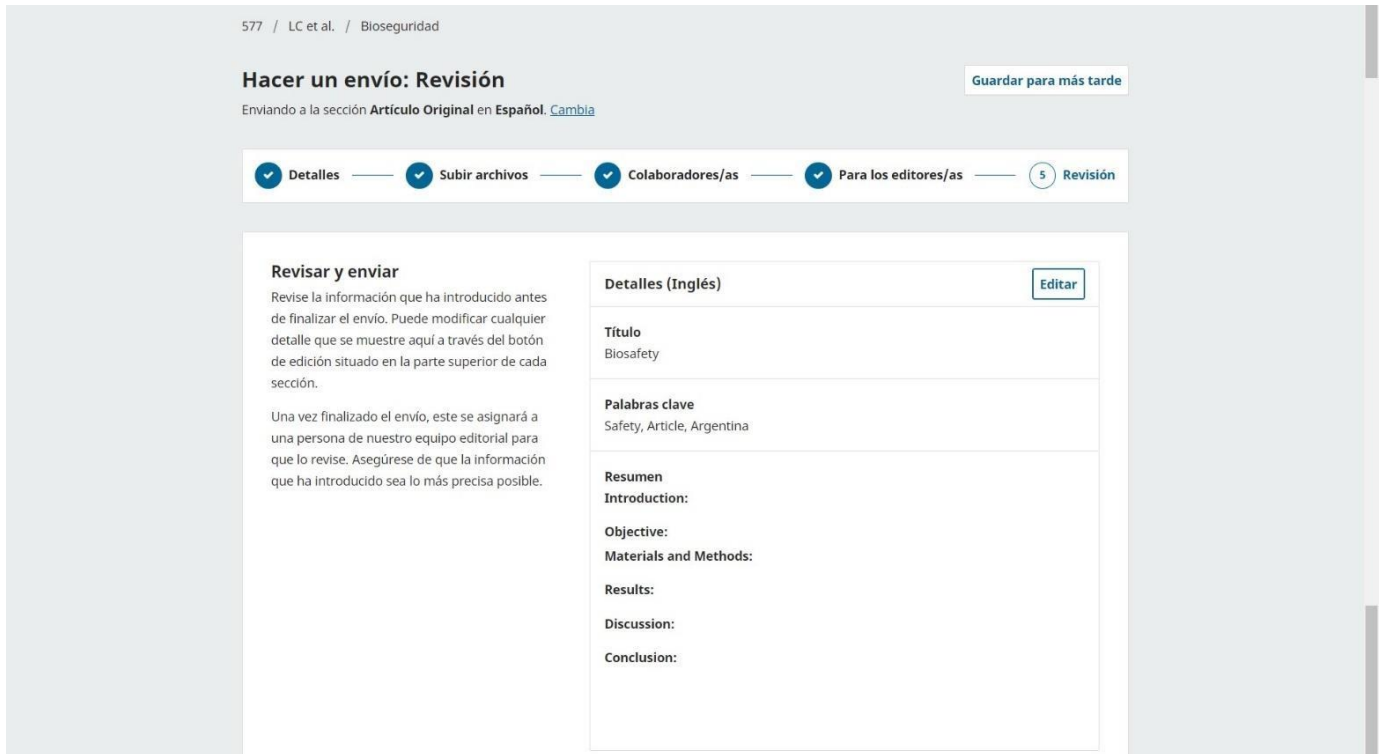 577 / LC et al. / Bioseguridad
Hacer un envío: Revisión
Guardar para más tarde
Enviando a la sección Artículo Original en Español. Cambia
Detalles
Subir archivos
Colaboradores/as
Para los editores/as
5 Revisión
Revisar y enviar
Revise la información que ha introducido antes
de finalizar el envío. Puede modificar cualquier
detalle que se muestre aquí a través del botón
de edición situado en la parte superior de cada
sección.
Una vez finalizado el envío, este se asignará a
una persona de nuestro equipo editorial para
que lo revise. Asegúrese de que la información
que ha introducido sea lo más precisa posible.
Detalles (Inglés)
Editar
Título
Biosafety
Palabras clave
Safety, Article, Argentina
Resumen
Introduction:
Objective:
Materials and Methods:
Results:
Discussion:
Conclusion: